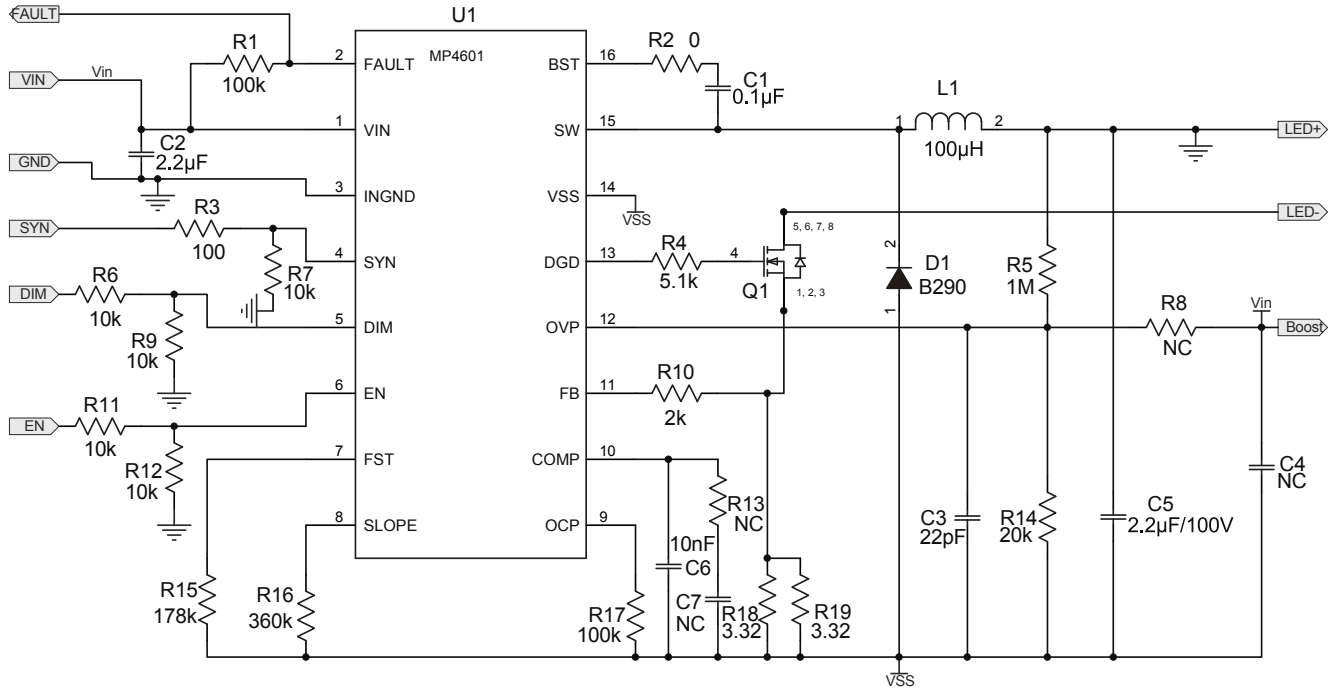 FAULT
U1
R1
100k
2
FAULT
MP4601
BST
16
R2 0
C1
0.1µF
VIN
Vin
1
VIN
SW
15
L1
1
2
100µH
LED+
C2
2.2µF
GND
3
INGND
VSS
14
VSS
R3
SYN
100
4
SYN
R7
10k
5, 6, 7, 8
LED-
DGD
13
R4
5.1k
4
Q1
1, 2, 3
2
D1
B290
1
R5
1M
R6
DIM
10k
5
DIM
R9
10k
OVP
12
R8
NC
Vin
Boost
6
EN
R11
EN
10k
R12
10k
FB
11
R10
2k
7
FST
COMP
10
R13
NC
C4
NC
8
SLOPE
OCP
9
10nF
C6
C3
22pF
R14
20k
C5
2.2µF/100V
R15
178k
R16
360k
R17
100k
C7
NC
R18
3.32
R19
3.32
VSS